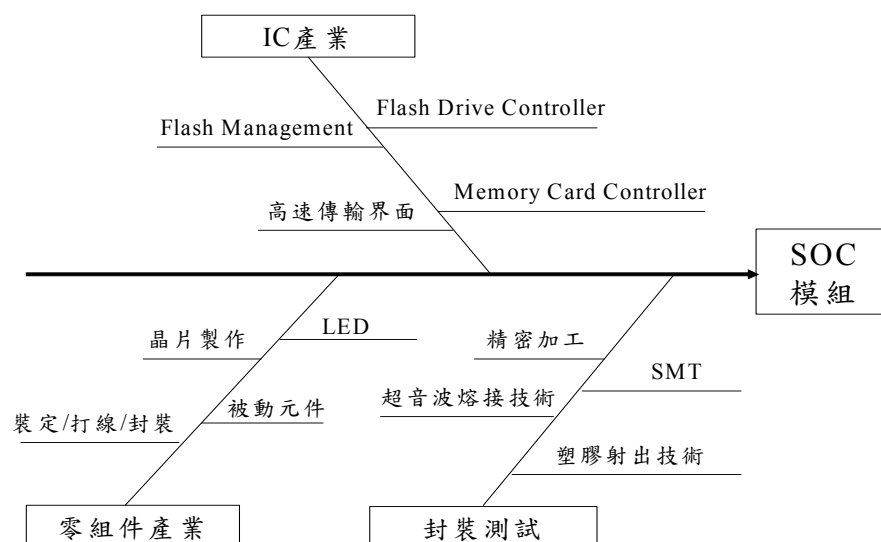 IC產業
Flash Drive Controller
Flash Management
Memory Card Controller
高速傳輸界面
SOC
模組
LED
晶片製作
精密加工
SMT
超音波熔接技術
被動元件
裝定/打線/封裝
塑膠射出技術
零組件產業
封裝測試